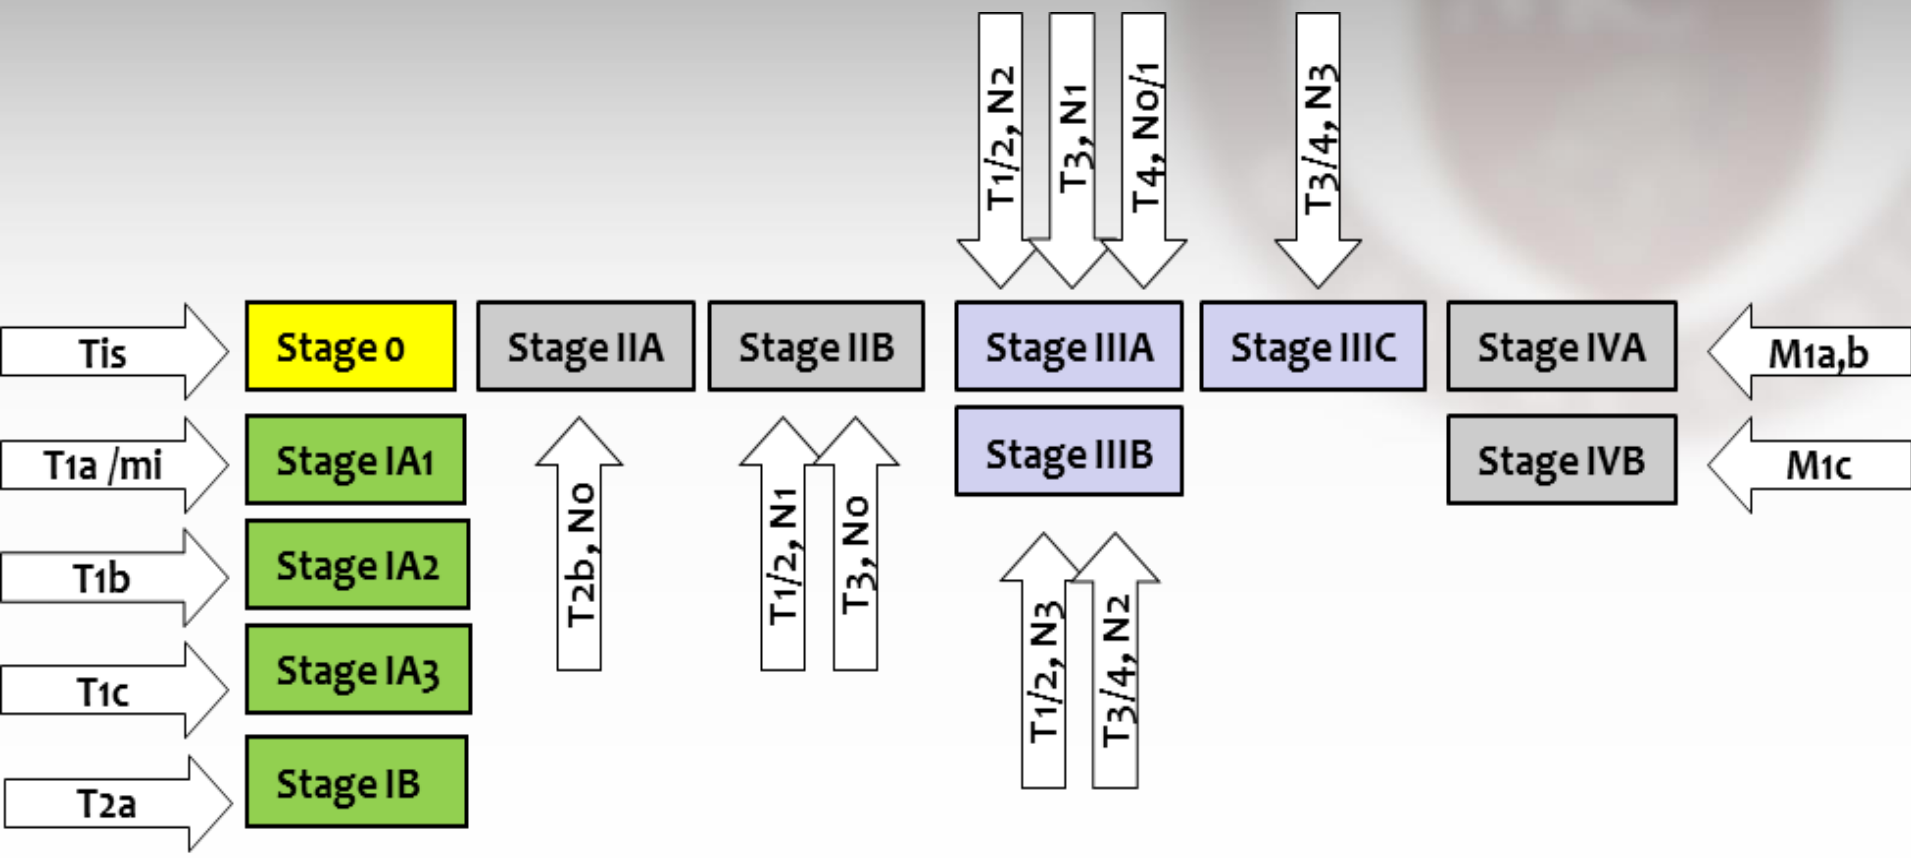 T1/2, N2
T3, N1
T4, N0/1
T3/4, N3
Tis
Stage 0
Stage IIA
Stage IIB
Stage IIIA
Stage IIIC
Stage IVA
M1a,b
T1a /mi
Stage IA1
Stage IIIB
Stage IVB
M1c
T1b
Stage IA2
T2b, N0
T1/2, N1
T3, N0
T1c
Stage IA3
T1/2, N3
T3/4, N2
T2a
Stage IB